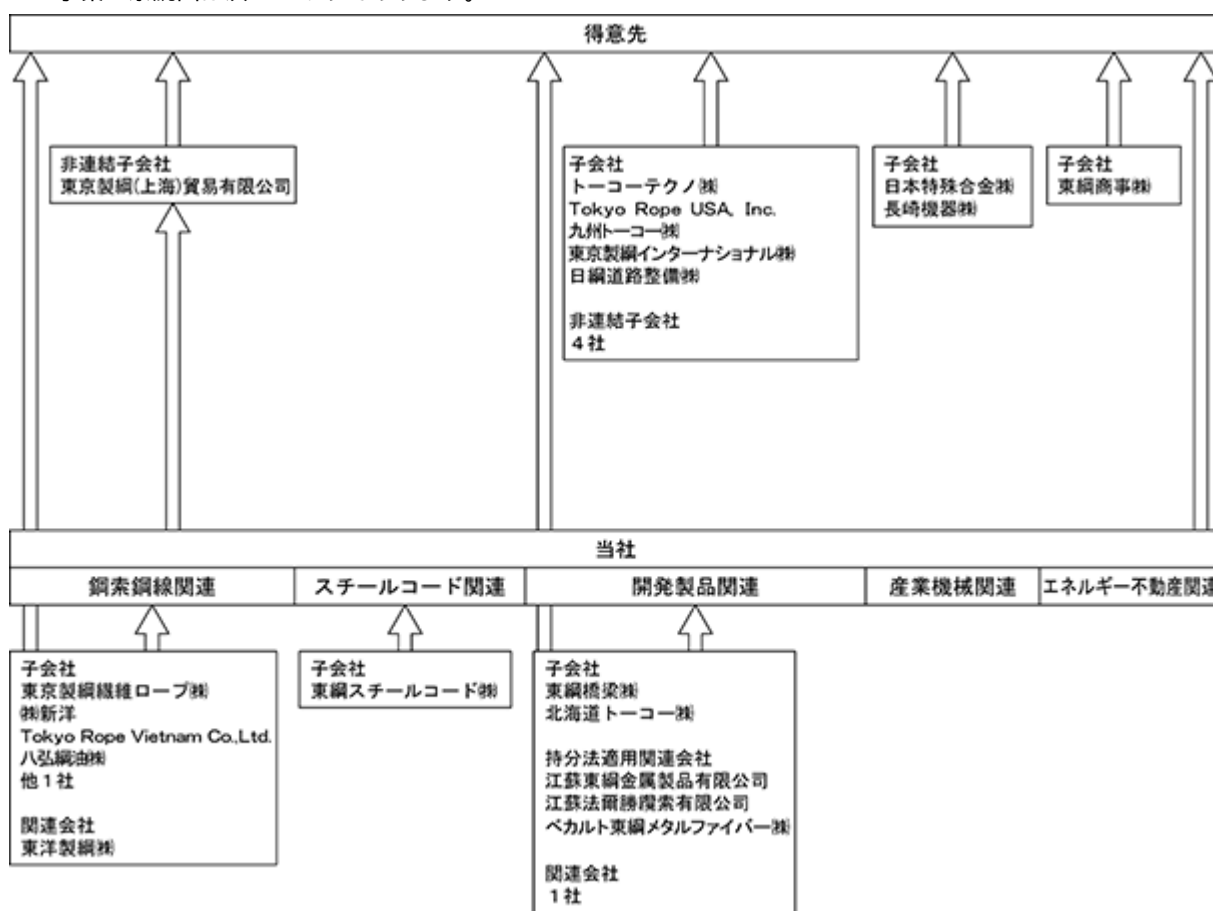 得意先
非連結子会社
東京製綱(上海)貿易有限公司
子会社
トーコーテクノ㈱
Tokyo Rope USA, Inc.
九州トーコー㈱
東京製綱インターナショナル㈱
日綱道路整備㈱
非連結子会社
4社
子会社
日本特殊合金㈱
長崎機器㈱
子会社
東綱商事㈱
当社
鋼索鋼線関連
スチールコード関連
開発製品関連
産業機械関連
エネルギー不動産関連
子会社
東京製綱繊維ロープ㈱
㈱新洋
Tokyo Rope Vietnam Co.,Ltd.
八弘綱油㈱
他1社
関連会社
東洋製綱㈱
子会社
東綱スチールコード㈱
子会社
東綱橋梁㈱
北海道トーコー㈱
持分法適用関連会社
江蘇東綱金属製品有限公司
江蘇法爾勝纜索有限公司
ベカルト東綱メタルファイバー㈱
関連会社
1社